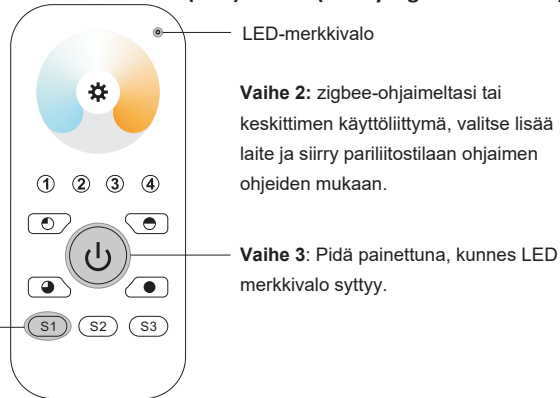 LED-merkkivalo
Vaihe 2: zigbee-ohjaimeltasi tai
keskittimen käyttöliittymä, valitse lisää
laite ja siirry pariliitostilaan ohjaimen
ohjeiden mukaan.
1 2 3 4
Vaihe 3: Pidä painettuna, kunnes LED
merkkivalo syttyy.
S1 S2 S3